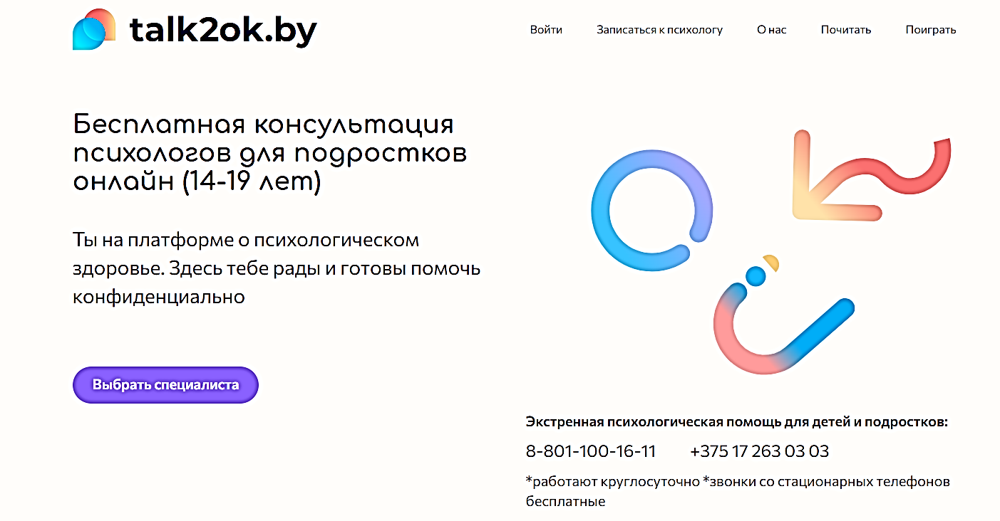 talk2ok.by
Войти Записаться к психологу О нас Почитать Поиграть
Бесплатная консультация
психологов для подростков
онлайн (14-19 лет)
Ты на платформе о психологическом
здоровье. Здесь тебе рады и готовы помочь
конфиденциально
Выбрать специалиста
Экстренная психологическая помощь для детей и подростков:
8-801-100-16-11 +375 17 263 03 03
*работают круглосуточно *звонки со стационарных телефонов
бесплатные